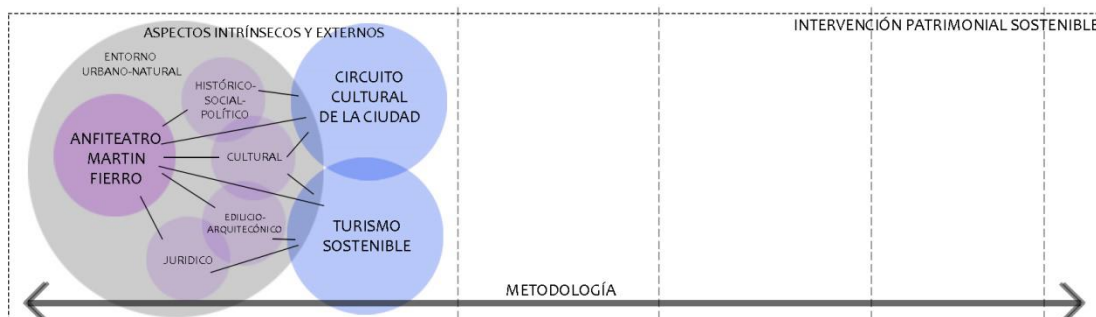 INTERVENCIÓN PATRIMONIAL SOSTENIBLE
ASPECTOS INTRÍNSECOS Y EXTERNOS
ENTORNO
URBANO-NATURAL
HISTÓRICO-
SOCIAL-
POLÍTICO
CIRCUITO
CULTURAL
DE LA CIUDAD
ANFITEATRO
MARTIN
FIERRO
CULTURAL
EDILICIO-
ARQUITECÓNICO
JURIDICO
TURISMO
SOSTENIBLE
METODOLOGÍA